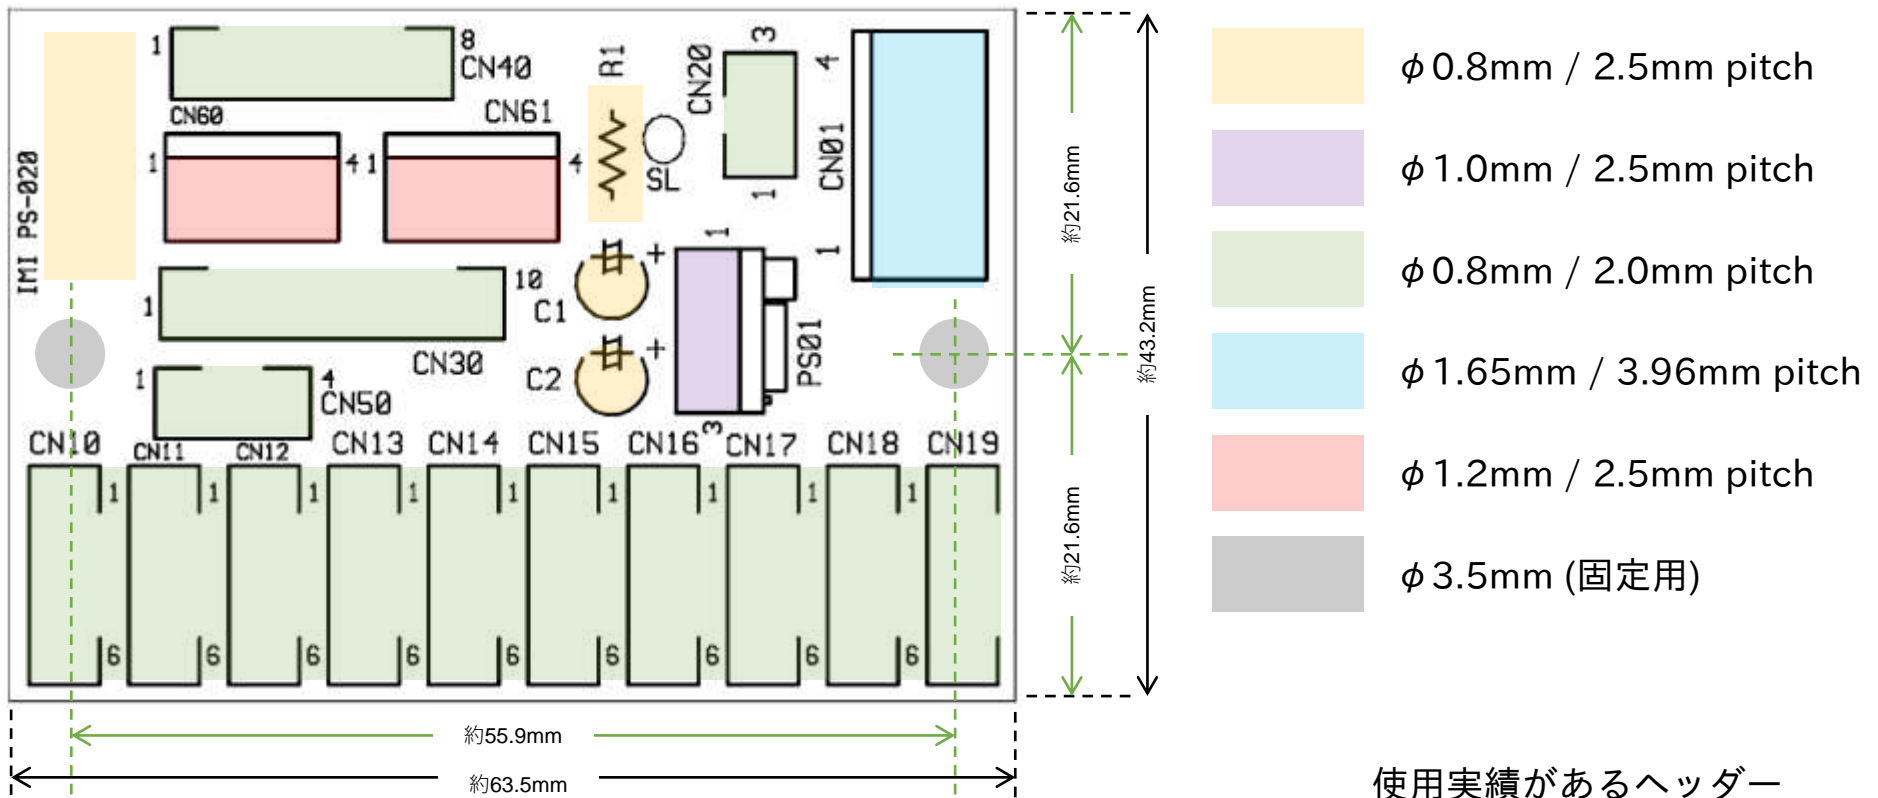 IMI PS-020
1
8
CN40
CN60
1
4
CN61
1
4
R1
SL
CN20
3
1
CN01
4
1
1
10
CN30
C1
+
C2
+
PS01
1
3
1
4
CN50
CN10
CN11
CN12
CN13
CN14
CN15
CN16
CN17
CN18
CN19
1
1
1
1
1
1
1
1
1
6
6
6
6
6
6
6
6
6
約21.6mm
約43.2mm
約21.6mm
約55.9mm
約63.5mm
φ0.8mm / 2.5mm pitch
φ1.0mm / 2.5mm pitch
φ0.8mm / 2.0mm pitch
φ1.65mm / 3.96mm pitch
φ1.2mm / 2.5mm pitch
φ3.5mm (固定用)
使用実績があるヘッダー